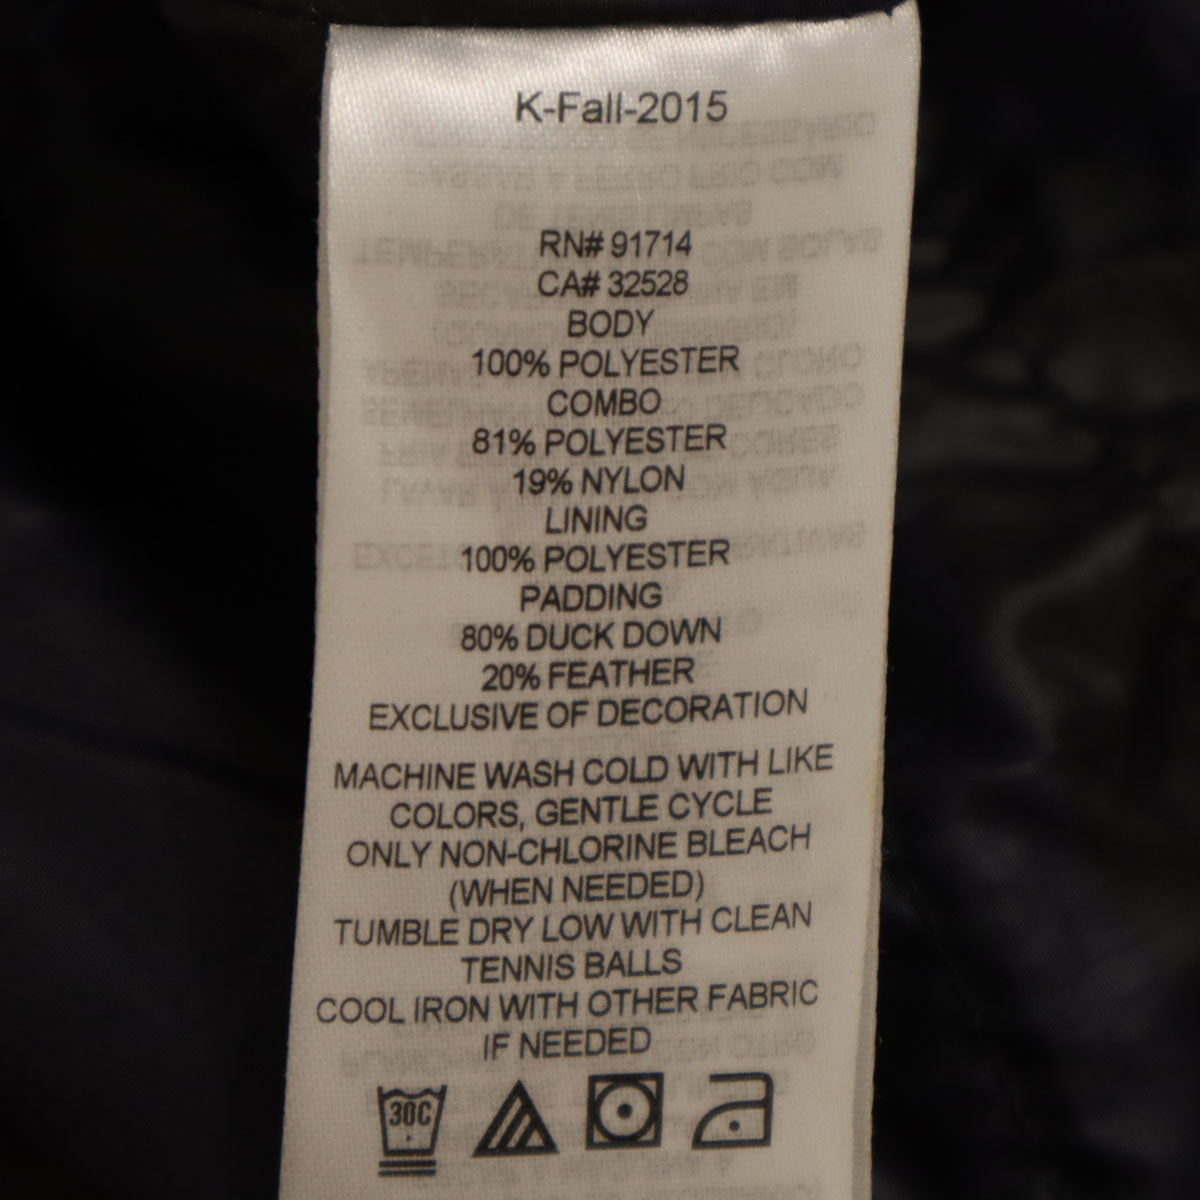 K-Fall-2015
RN# 91714
CA# 32528
BODY
100% POLYESTER
COMBO
81% POLYESTER
19% NYLON
LINING
100% POLYESTER
PADDING
80% DUCK DOWN
20% FEATHER
EXCLUSIVE OF DECORATION
MACHINE WASH COLD WITH LIKE
COLORS, GENTLE CYCLE
ONLY NON-CHLORINE BLEACH
(WHEN NEEDED)
TUMBLE DRY LOW WITH CLEAN
TENNIS BALLS
COOL IRON WITH OTHER FABRIC
IF NEEDED
30C